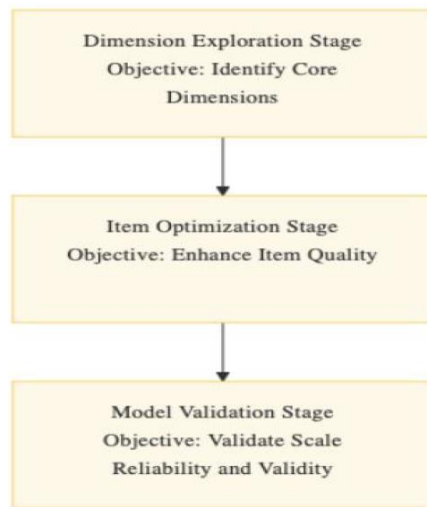 Dimension Exploration Stage
Objective: Identify Core
Dimensions
Item Optimization Stage
Objective: Enhance Item Quality
Model Validation Stage
Objective: Validate Scale
Reliability and Validity